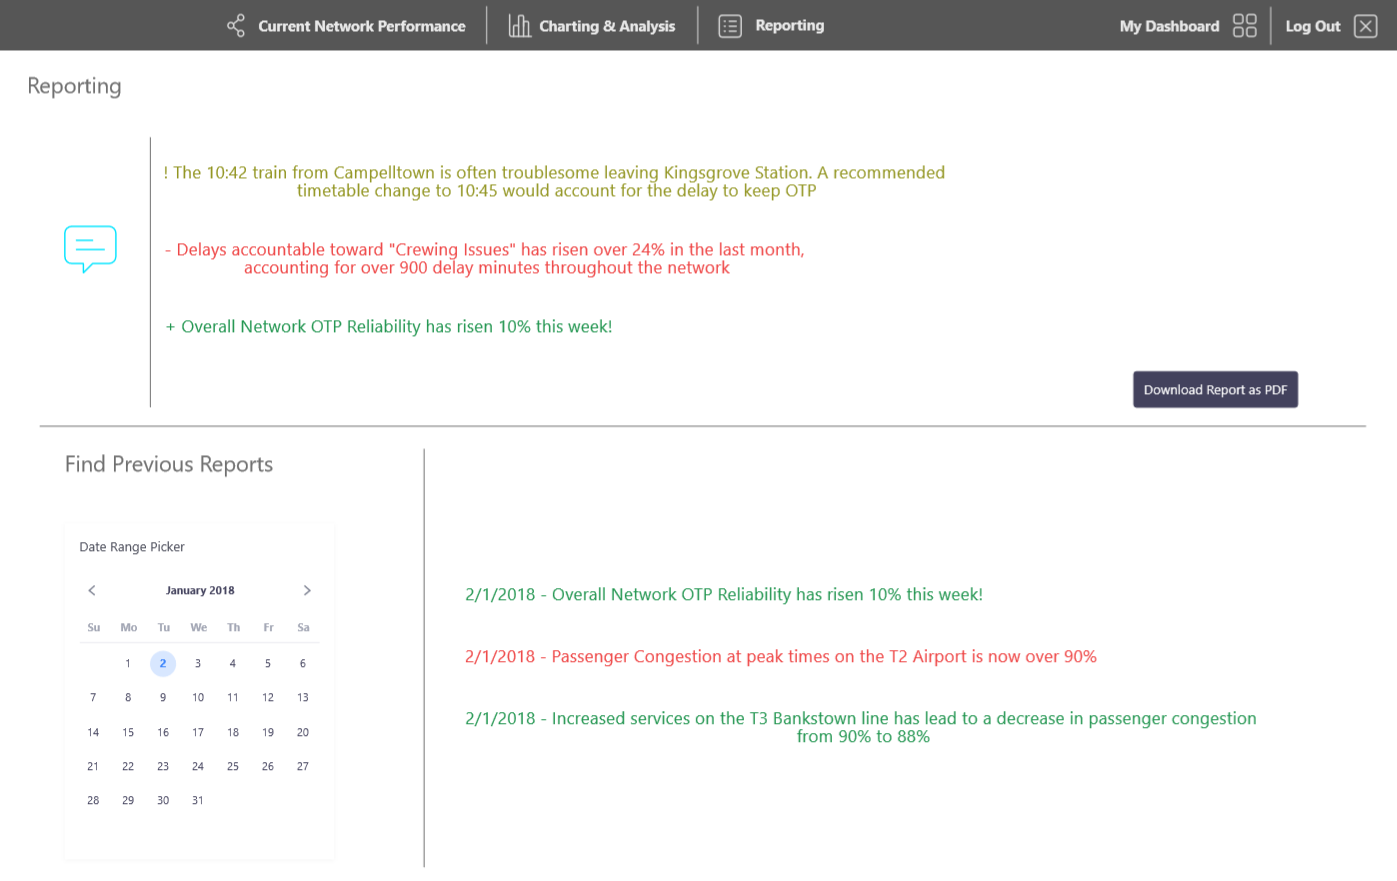 Current Network Performance
Charting & Analysis
Reporting
My Dashboard
Log Out
Reporting
! The 10:42 train from Campelltown is often troublesome leaving Kingsgrove Station. A recommended
timetable change to 10:45 would account for the delay to keep OTP
- Delays accountable toward "Crewing Issues" has risen over 24% in the last month,
accounting for over 900 delay minutes throughout the network
+ Overall Network OTP Reliability has risen 10% this week!
Download Report as PDF
Find Previous Reports
Date Range Picker
January 2018
Su Mo Tu We Th Fr Sa
1 2 3 4 5 6
7 8 9 10 11 12 13
14 15 16 17 18 19 20
21 22 23 24 25 26 27
28 29 30 31
2/1/2018 - Overall Network OTP Reliability has risen 10% this week!
2/1/2018 - Passenger Congestion at peak times on the T2 Airport is now over 90%
2/1/2018 - Increased services on the T3 Bankstown line has lead to a decrease in passenger congestion
from 90% to 88%